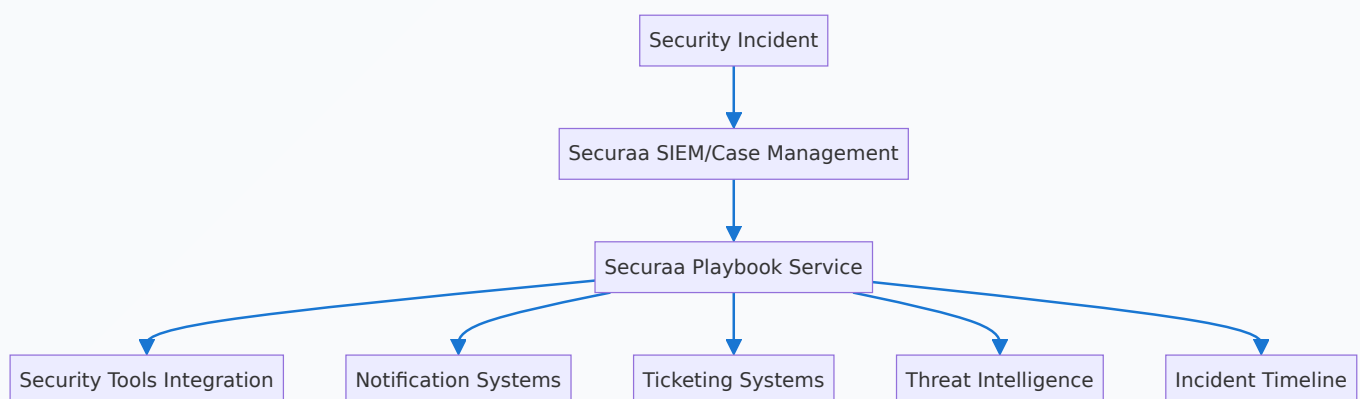 Security Incident
Securaa SIEM/Case Management
Securaa Playbook Service
Security Tools Integration
Notification Systems
Ticketing Systems
Threat Intelligence
Incident Timeline